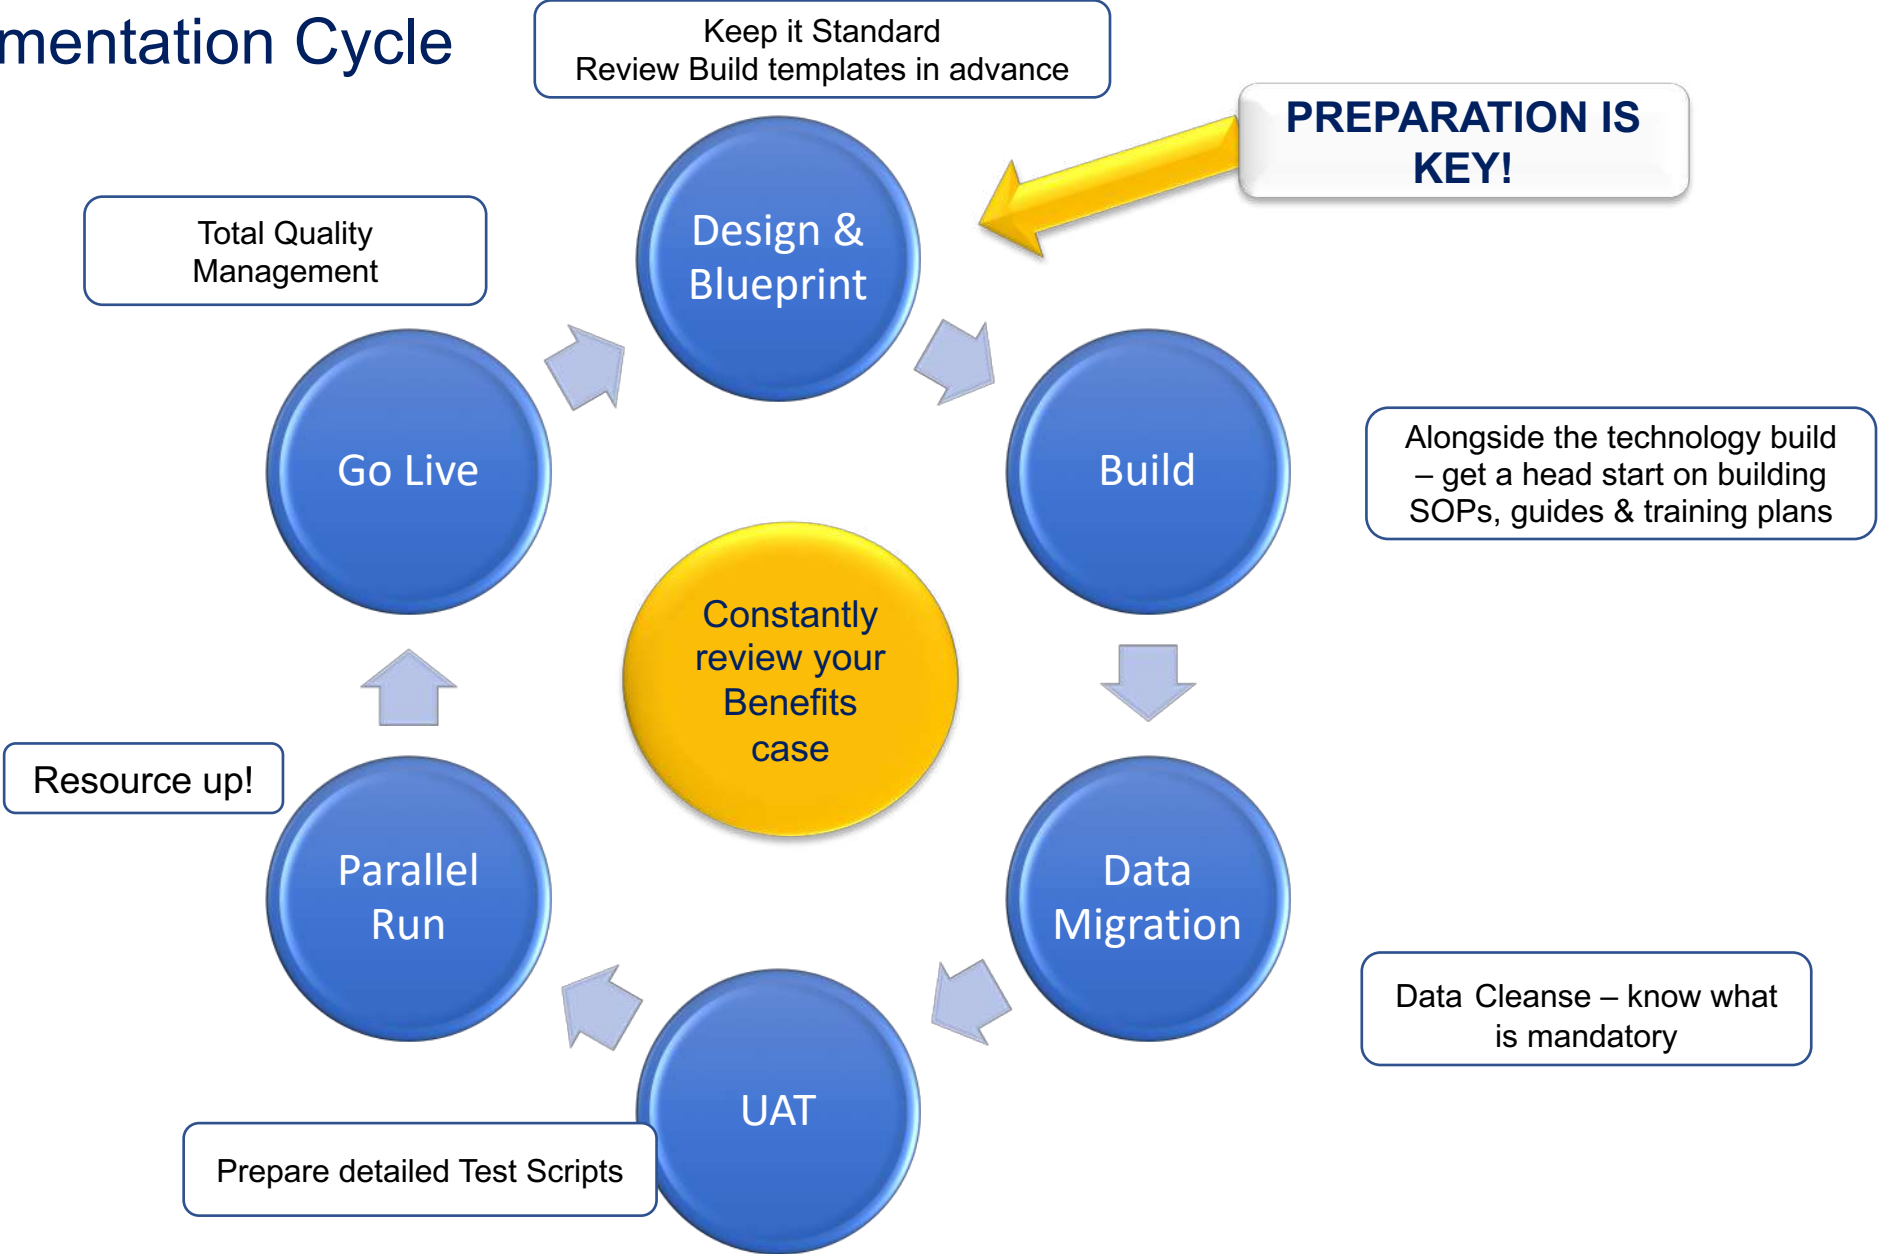 mentation Cycle
Keep it Standard
Review Build templates in advance
PREPARATION IS
KEY!
Design &
Blueprint
Total Quality
Management
Go Live
Build
Alongside the technology build
– get a head start on building
SOPs, guides & training plans
Constantly
review your
Benefits
case
Resource up!
Parallel
Run
Data
Migration
Data Cleanse – know what
is mandatory
UAT
Prepare detailed Test Scripts